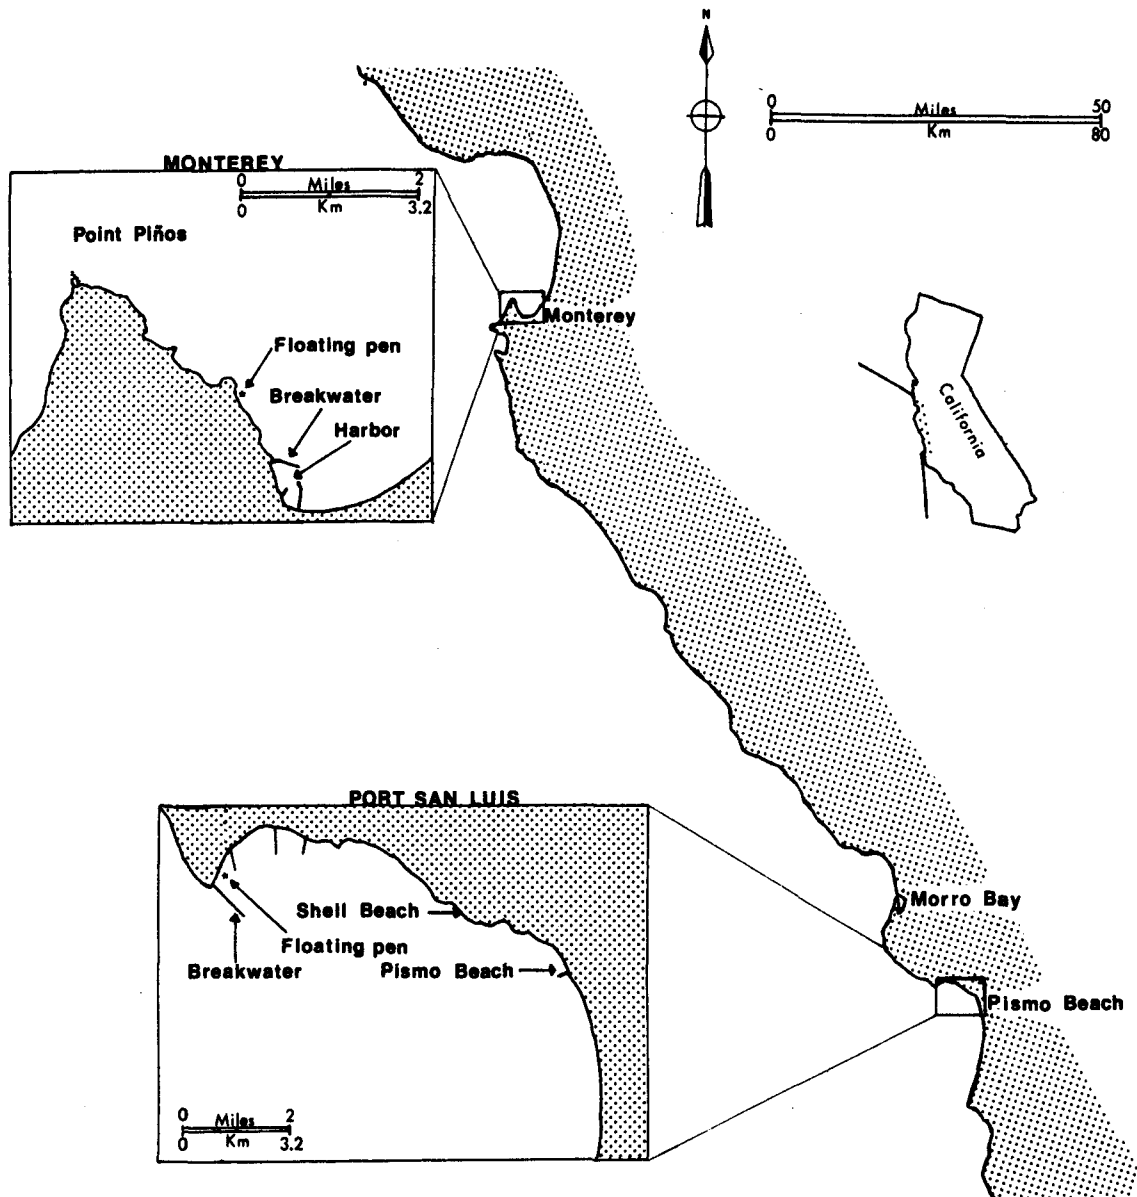 N
0 50
Miles
Km
0 80
MONTEREY
0 2
Miles
Km
0 3.2
Point Piños
Floating pen
Breakwater
Harbor
Monterey
California
PORT SAN LUIS
Shell Beach
Floating pen
Breakwater
Pismo Beach
0 2
Miles
Km
0 3.2
Morro Bay
Pismo Beach